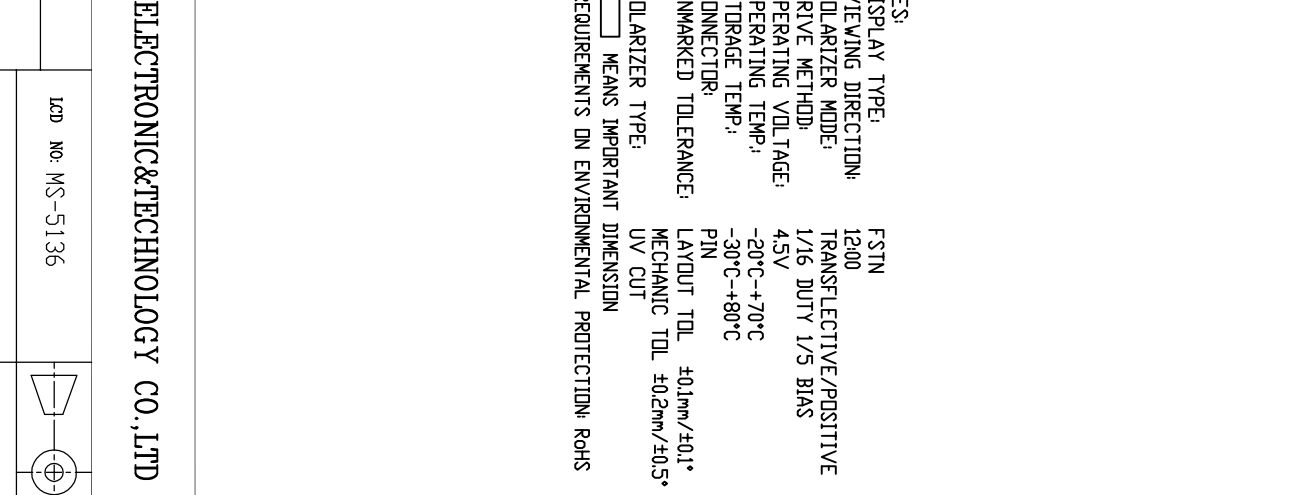 ES:
ISPLAY TYPE: FSTN
IEWING DIRECTION: 12:00
OLARIZER MODE: TRANSFLECTIVE/POSITIVE
RIVE METHOD: 1/16 DUTY 1/5 BIAS
PERATING VOLTAGE: 4.5V
PERATING TEMP.: -20°C-+70°C
TORAGE TEMP.: -30°C-+80°C
ONNECTOR: PIN
NMARKED TOLERANCE: LAYOUT TOL ±0.1mm/±0.1°
MECHANIC TOL ±0.2mm/±0.5°
OLARIZER TYPE: UV CUT
MEANS IMPORTANT DIMENSION
EQUIREMENTS ON ENVIRONMENTAL PROTECTION: RoHS
ELECTRONIC&TECHNOLOGY CO.,LTD
LCD NO: MS-5136